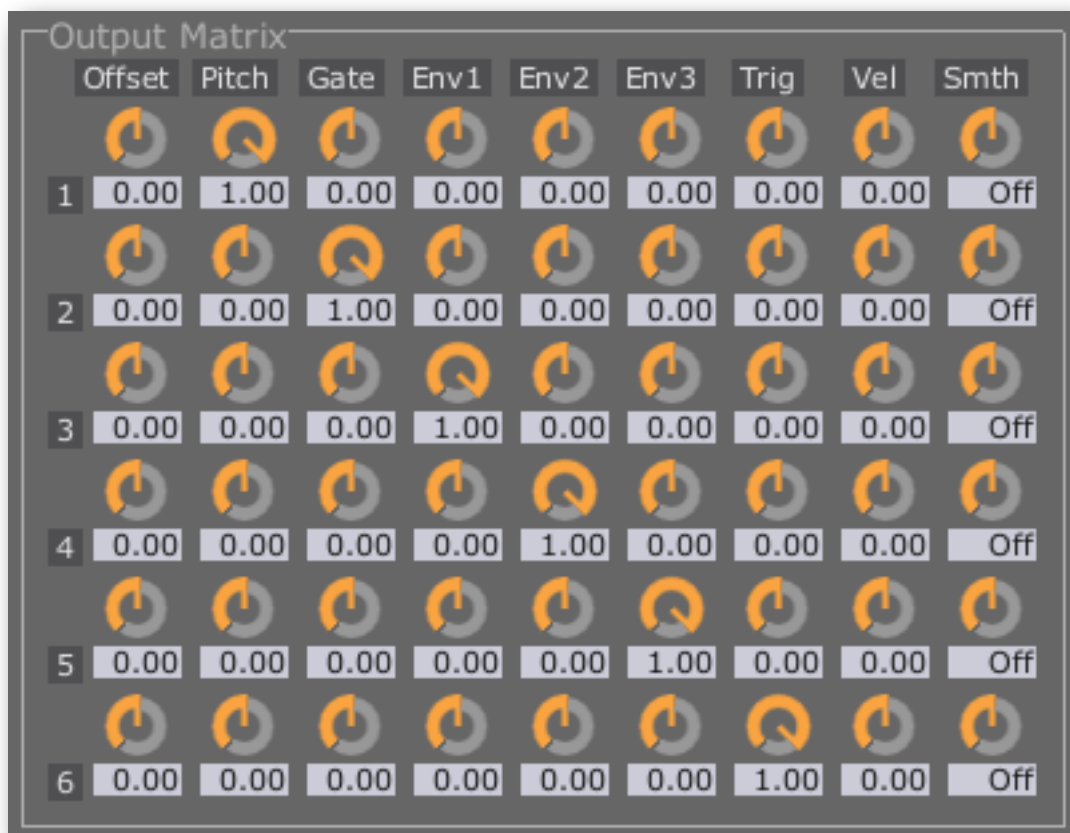 Output Matrix
Offset Pitch Gate Env1 Env2 Env3 Trig Vel Smth
1 0.00 1.00 0.00 0.00 0.00 0.00 0.00 0.00 Off
2 0.00 0.00 1.00 0.00 0.00 0.00 0.00 0.00 Off
3 0.00 0.00 0.00 1.00 0.00 0.00 0.00 0.00 Off
4 0.00 0.00 0.00 0.00 1.00 0.00 0.00 0.00 Off
5 0.00 0.00 0.00 0.00 0.00 1.00 0.00 0.00 Off
6 0.00 0.00 0.00 0.00 0.00 0.00 1.00 0.00 Off